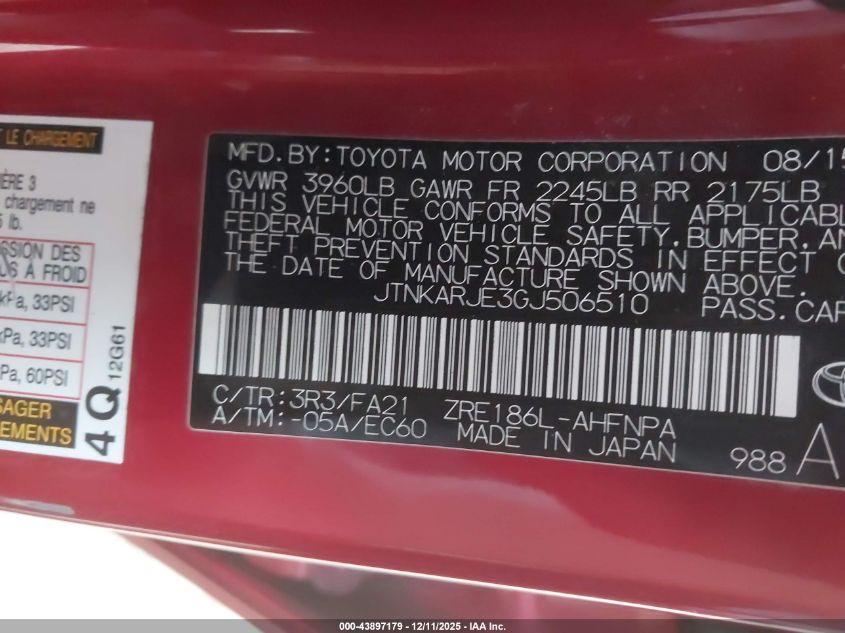 T LE CHARGEMENT
IÈRE 3
chargement ne
5 lb.
SSION DES
US À FROID
kPa, 33PSI
kPa, 33PSI
Pa, 60PSI
SAGER
EMENTS
4Q 12G61
MFD.BY:TOYOTA MOTOR CORPORATION 08/15
GVWR 3960LB GAWR FR 2245LB RR 2175LB
THIS VEHICLE CONFORMS TO ALL APPLICABL
FEDERAL MOTOR VEHICLE SAFETY,BUMPER,AN
THEFT PREVENTION STANDARDS IN EFFECT O
THE DATE OF MANUFACTURE SHOWN ABOVE.
JTNKARJE3GJ506510 PASS.CAR
C/TR:3R3/FA21 ZRE186L-AHFNPA
A/TM:-05A/EC60 MADE IN JAPAN
988 A
000-43897179 - 12/11/2025 - IAA Inc.